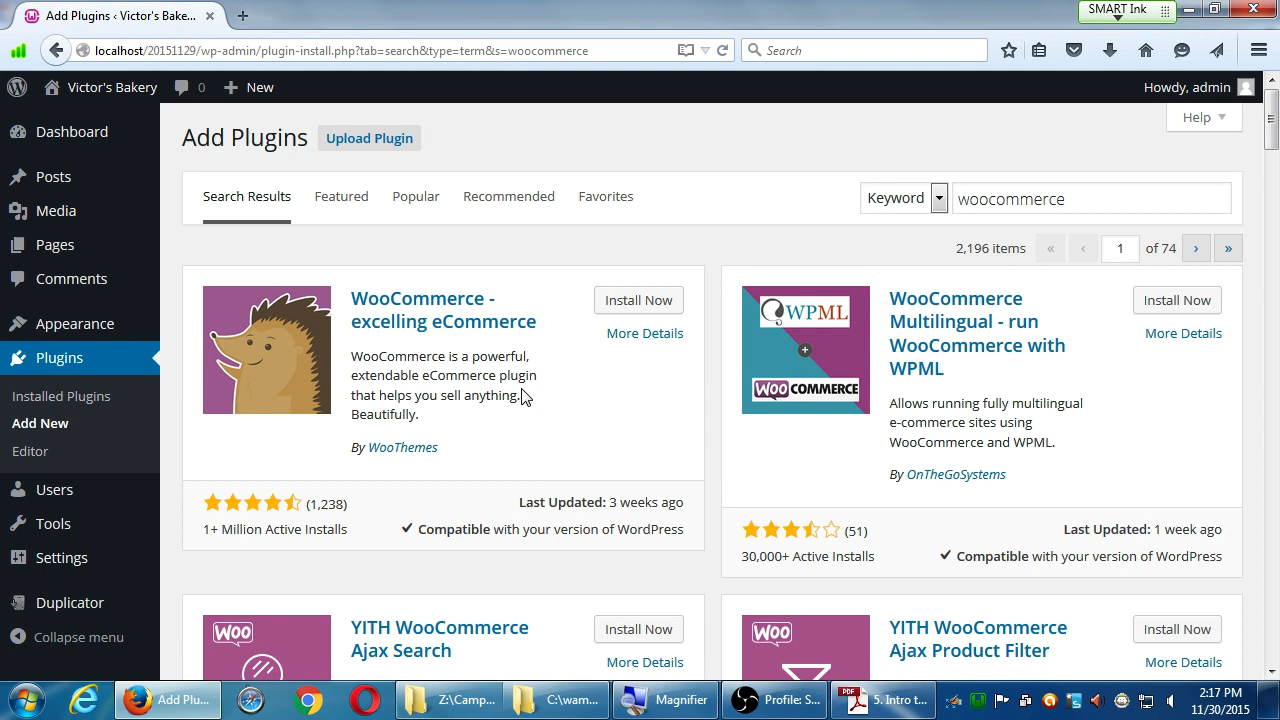 Add Plugins ‹ Victor's Bake...
SMART Ink
localhost/20151129/wp-admin/plugin-install.php?tab=search&type=term&s=woocommerce
Search
Victor's Bakery
0
New
Howdy, admin
Dashboard
Posts
Media
Pages
Comments
Appearance
Plugins
Installed Plugins
Add New
Editor
Users
Tools
Settings
Duplicator
Collapse menu
Add Plugins
Upload Plugin
Help
Search Results
Featured
Popular
Recommended
Favorites
Keyword
woocommerce
2,196 items
«
‹
1
of 74
›
»
WooCommerce -
excelling eCommerce
Install Now
More Details
WooCommerce is a powerful,
extendable eCommerce plugin
that helps you sell anything.
Beautifully.
By WooThemes
(1,238)
1+ Million Active Installs
Last Updated: 3 weeks ago
Compatible with your version of WordPress
WPML
WOO COMMERCE
WooCommerce
Multilingual - run
WooCommerce with
WPML
Install Now
More Details
Allows running fully multilingual
e-commerce sites using
WooCommerce and WPML.
By OnTheGoSystems
(51)
30,000+ Active Installs
Last Updated: 1 week ago
Compatible with your version of WordPress
Woo
YITH WooCommerce
Ajax Search
Install Now
More Details
Woo
YITH WooCommerce
Ajax Product Filter
Install Now
More Details
Add Plu...
Z:\Camp...
C:\wam...
Magnifier
Profile: S...
PDF
5. Intro t...
2:17 PM
11/30/2015